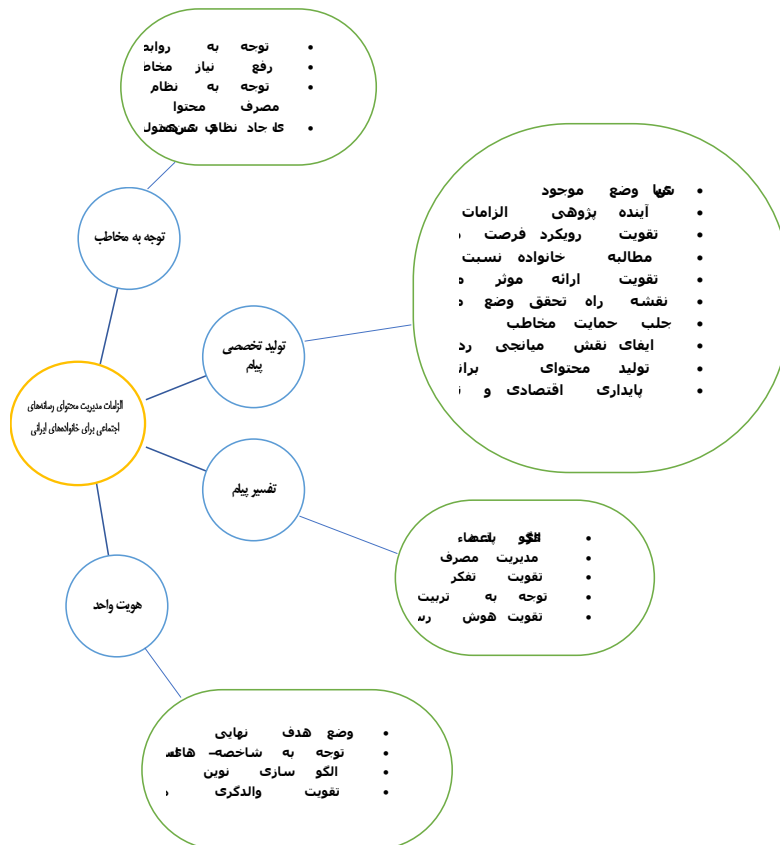 توجه به روابط
رفع نیاز
توجه به نظام
مصرف محتوا
توجه به مخاطب
وضع موجود
آینده پژوهی الزامات
تقویت رویکرد فرصت
مطالبه خانواده نسبت
تقویت ارائه موثر
نقشه راه تحقق وضع
جلب حمایت مخاطب
ایفای نقش میانجی
تولید محتوای
پایداری اقتصادی و
تولید تخصصی
پیام
الزامات مدیریت محتوای رسانه‌های
اجتماعی برای خانواده‌های ایرانی
تفسیر پیام
مدیریت مصرف
تقویت تفکر
توجه به تربیت
تقویت هوش
هویت واحد
وضع هدف نهایی
توجه به شاخصه
الگو سازی نوین
تقویت والدگری